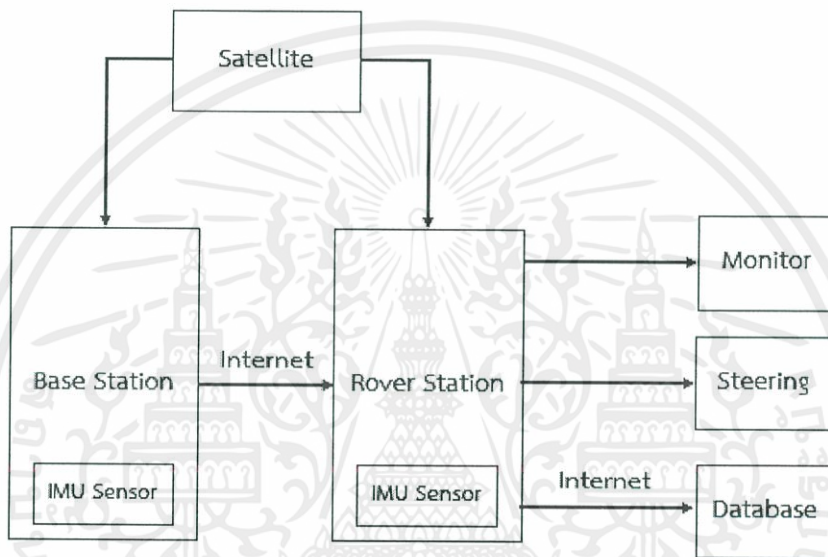 Satellite
Monitor
Internet
Base Station
Rover Station
Steering
IMU Sensor
IMU Sensor
Internet
Database